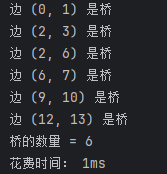 边 (0, 1) 是桥
边 (2, 3) 是桥
边 (2, 6) 是桥
边 (6, 7) 是桥
边 (9, 10) 是桥
边 (12, 13) 是桥
桥的数量 = 6
花费时间: 1ms